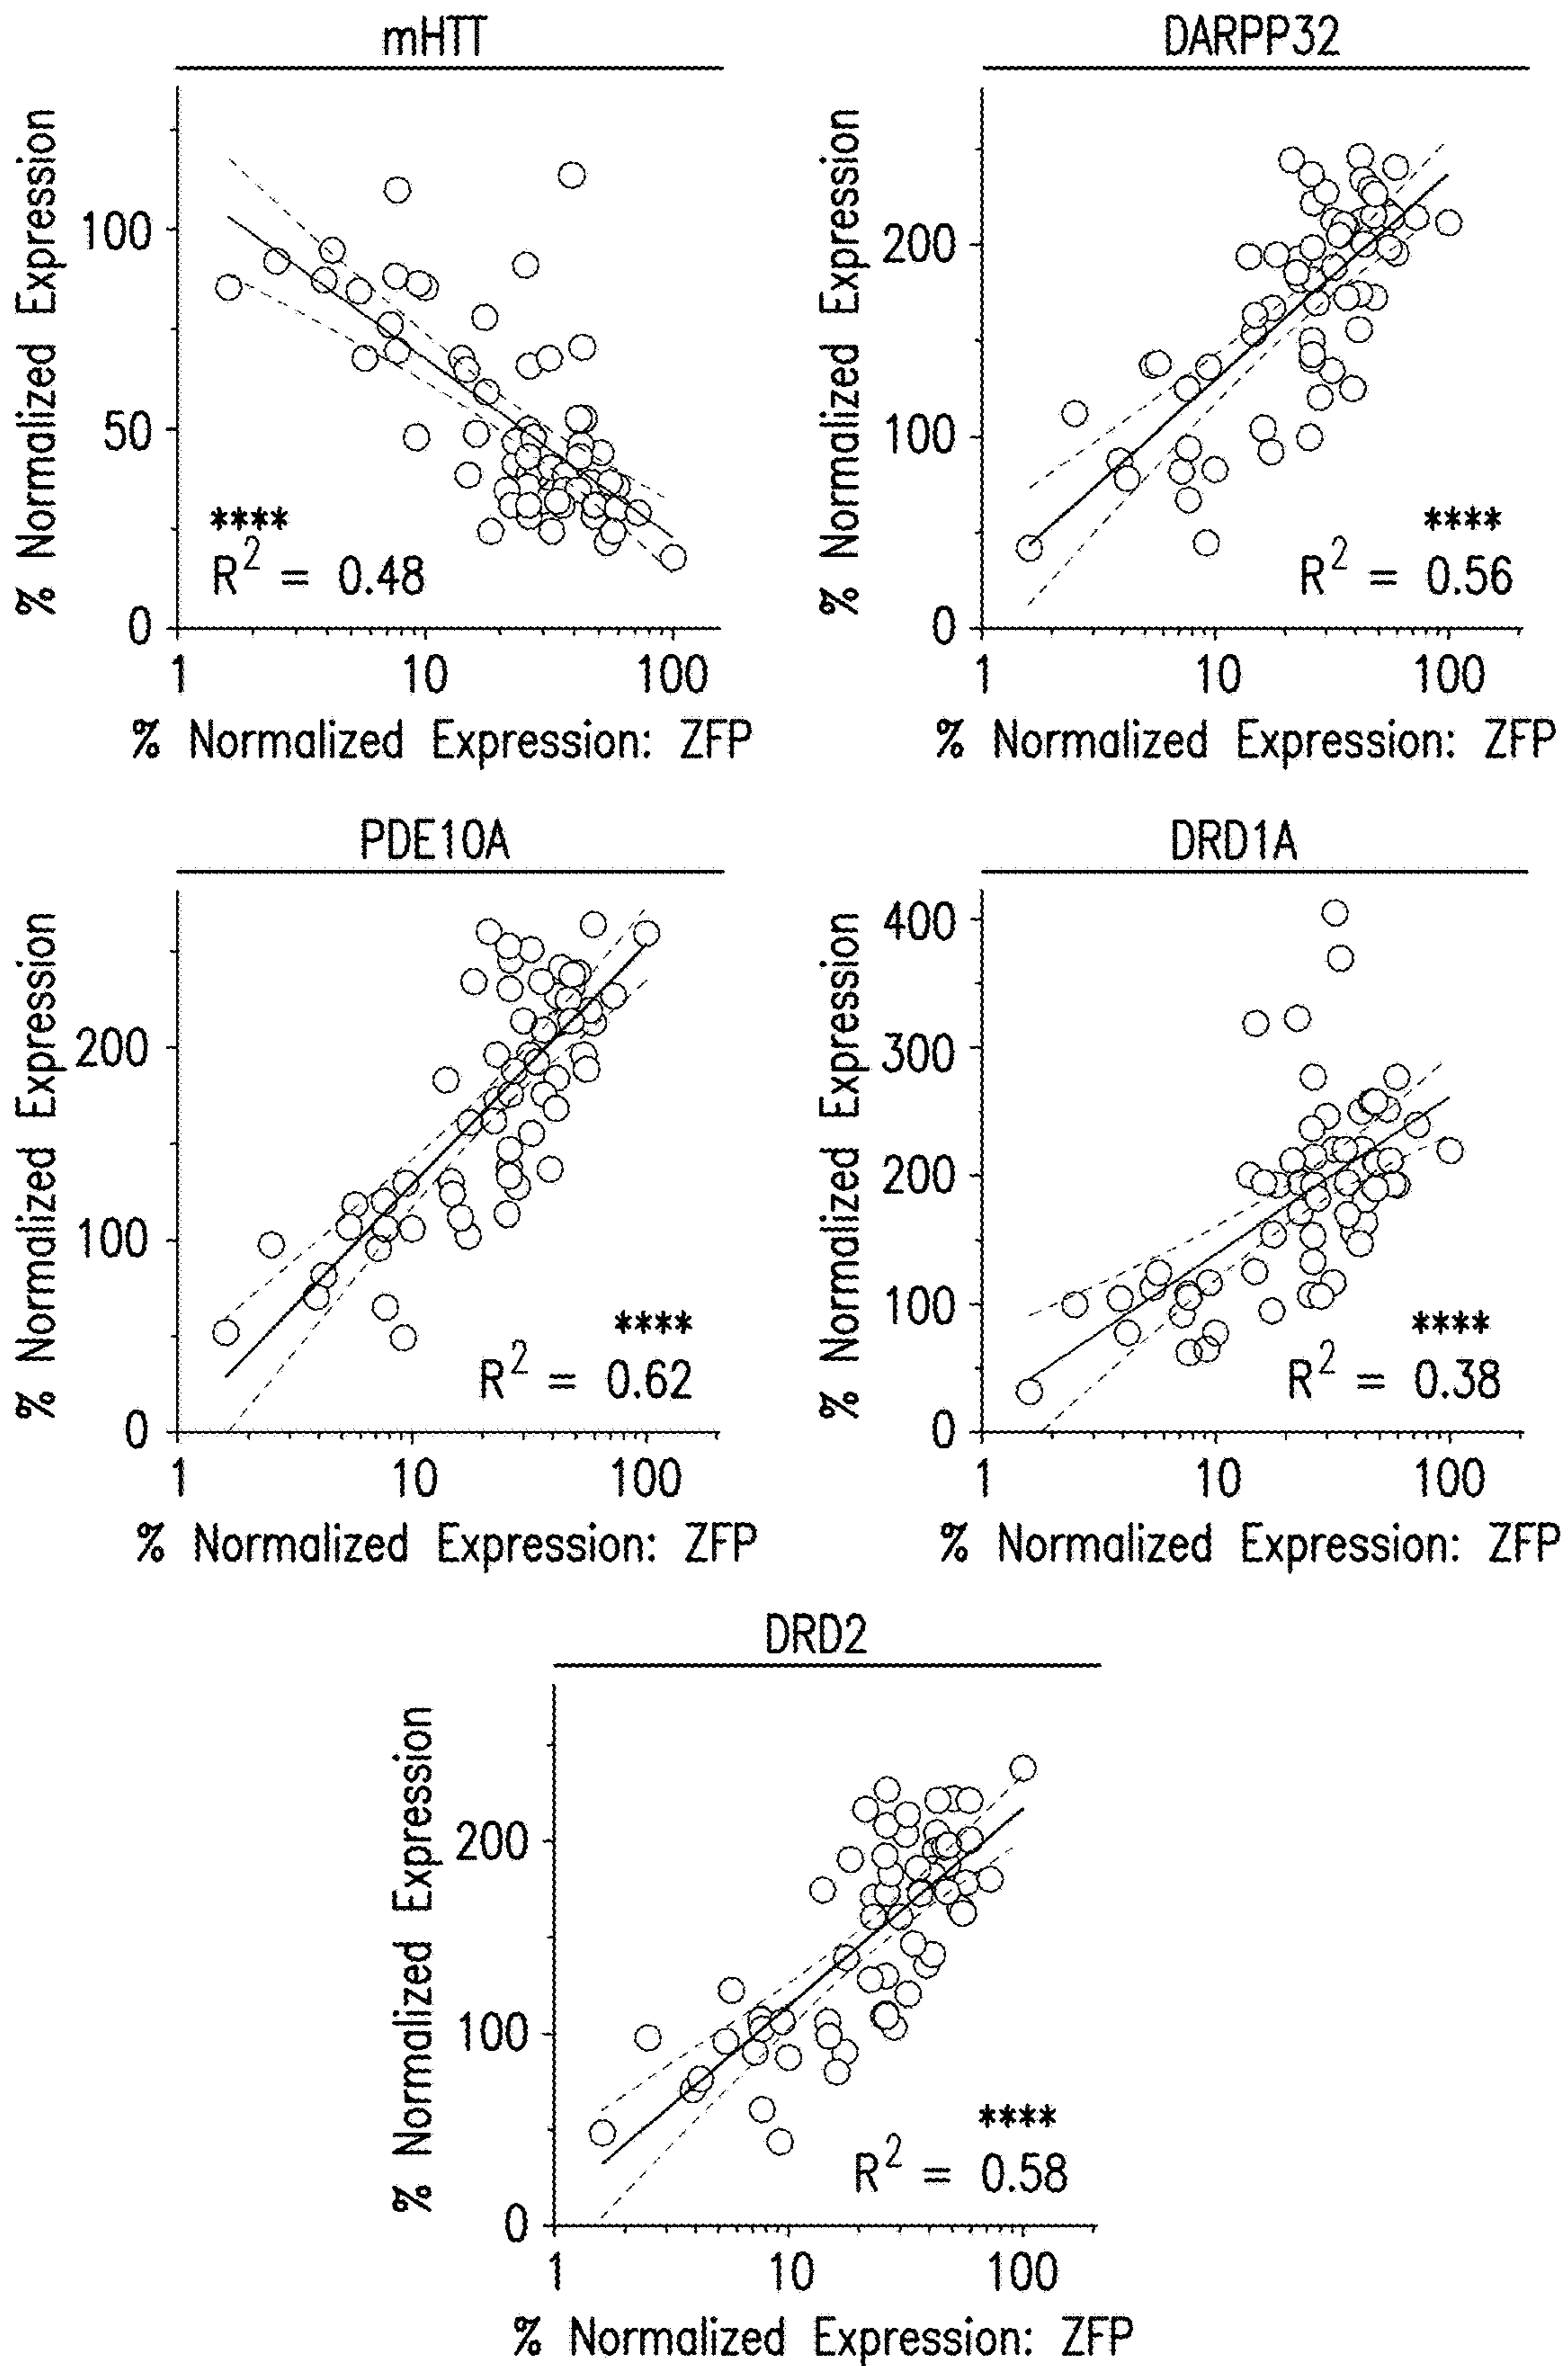 mHTT
% Normalized Expression
100
50
0
****
R² = 0.48
1 10 100
% Normalized Expression: ZFP
DARPP32
% Normalized Expression
200
100
0
****
R² = 0.56
1 10 100
% Normalized Expression: ZFP
PDE10A
% Normalized Expression
200
100
0
****
R² = 0.62
1 10 100
% Normalized Expression: ZFP
DRD1A
% Normalized Expression
400
300
200
100
0
****
R² = 0.38
1 10 100
% Normalized Expression: ZFP
DRD2
% Normalized Expression
200
100
0
****
R² = 0.58
1 10 100
% Normalized Expression: ZFP